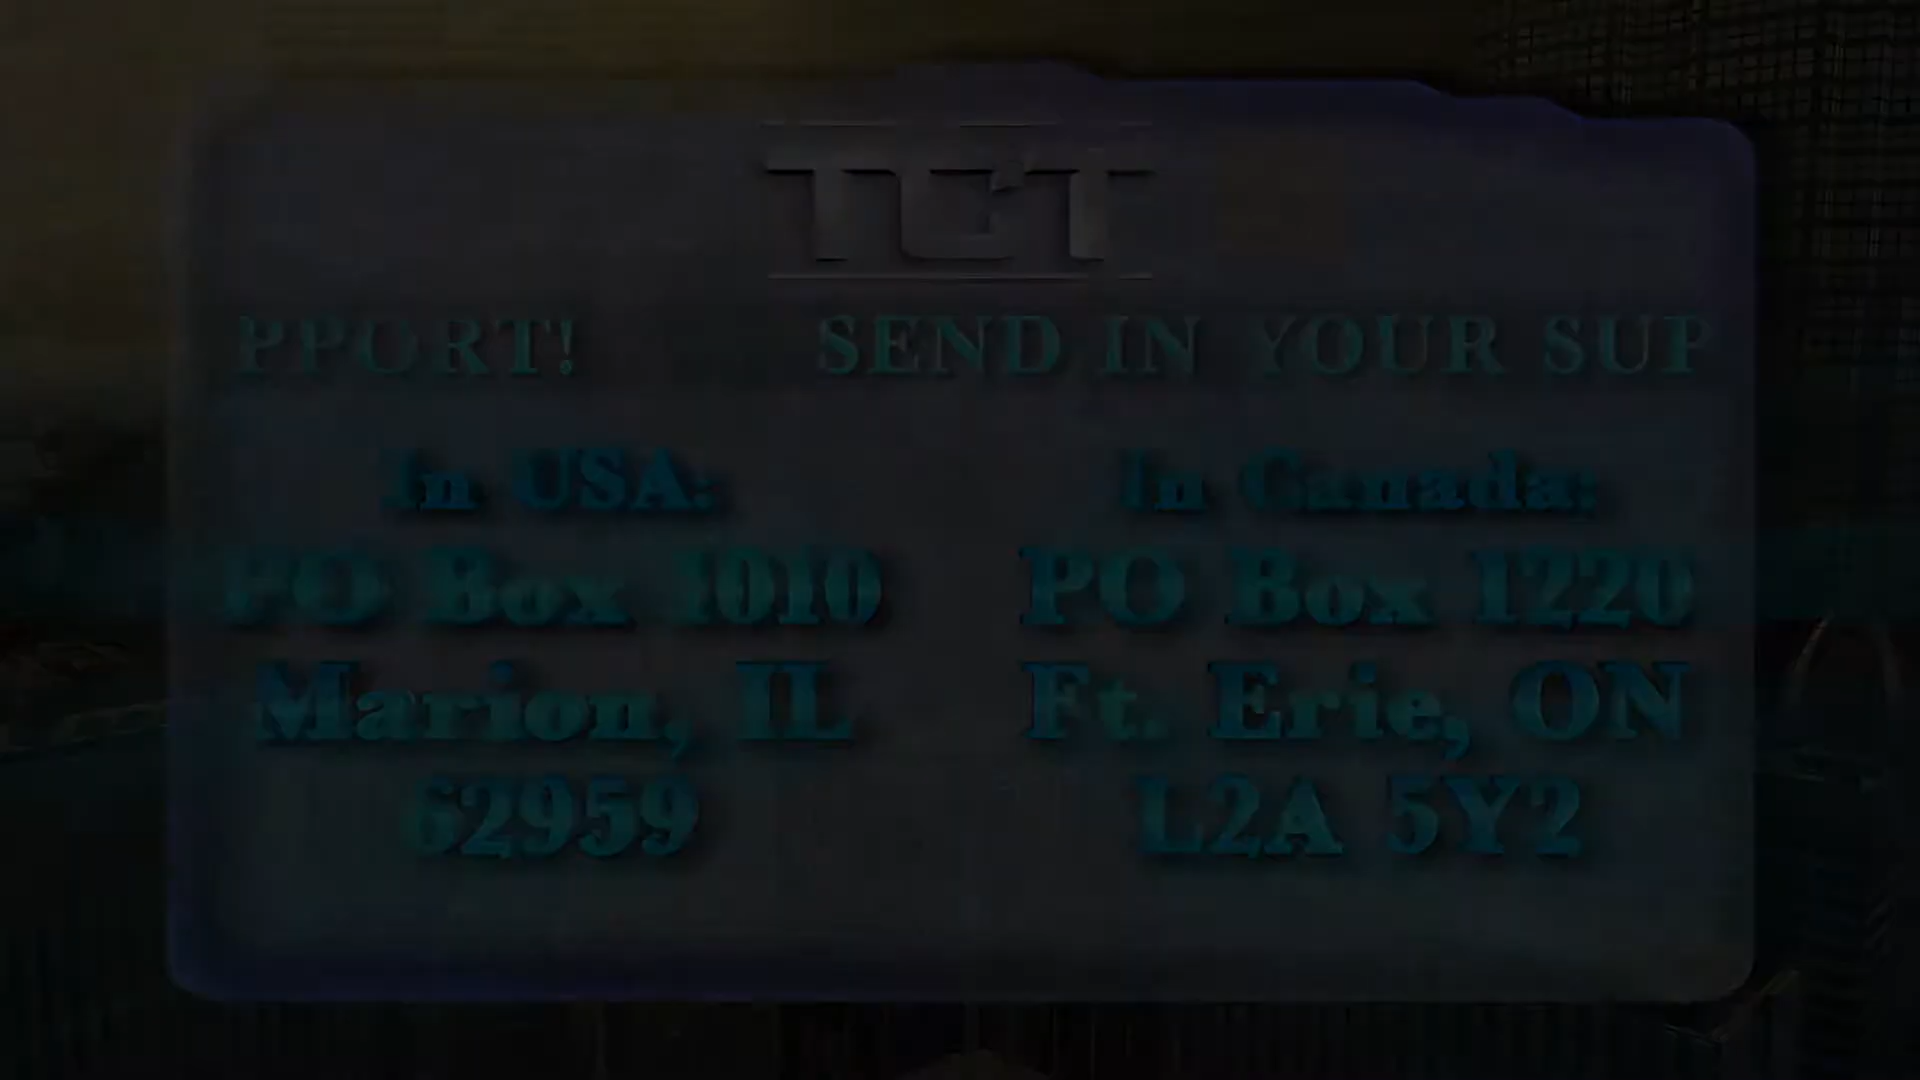 TCT
PPORT! SEND IN YOUR SUP
In USA:
PO Box 1010
Marion, IL
62959
In Canada:
PO Box 1220
Ft. Erie, ON
L2A 5Y2